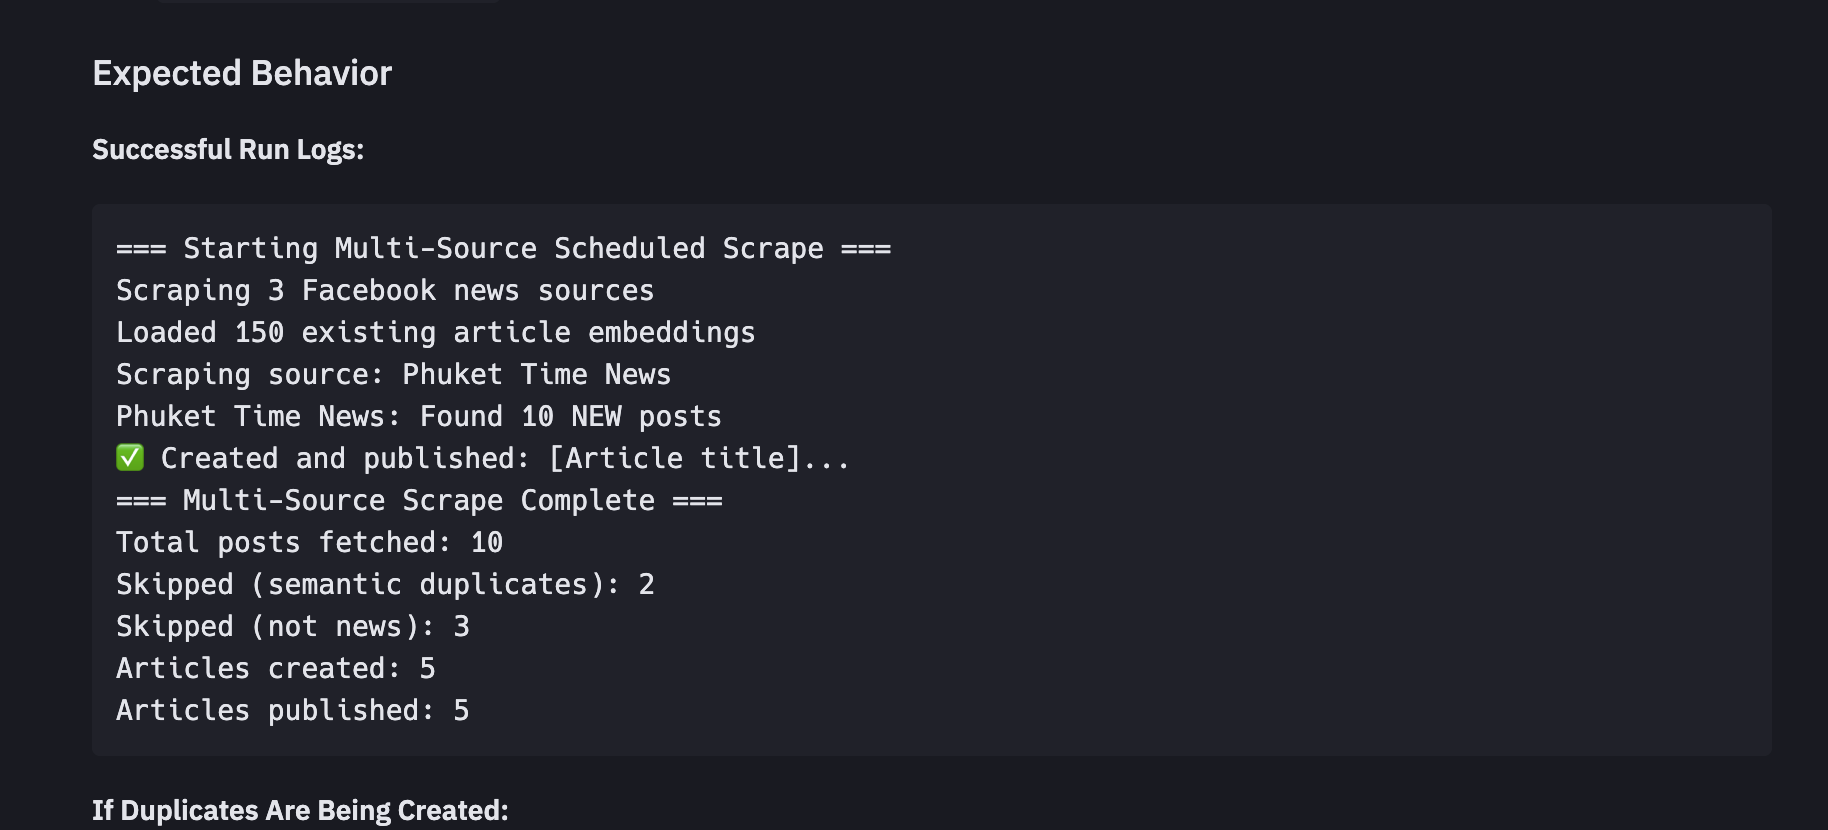 Expected Behavior
Successful Run Logs:
=== Starting Multi-Source Scheduled Scrape ===
Scraping 3 Facebook news sources
Loaded 150 existing article embeddings
Scraping source: Phuket Time News
Phuket Time News: Found 10 NEW posts
✅ Created and published: [Article title]...
=== Multi-Source Scrape Complete ===
Total posts fetched: 10
Skipped (semantic duplicates): 2
Skipped (not news): 3
Articles created: 5
Articles published: 5
If Duplicates Are Being Created: